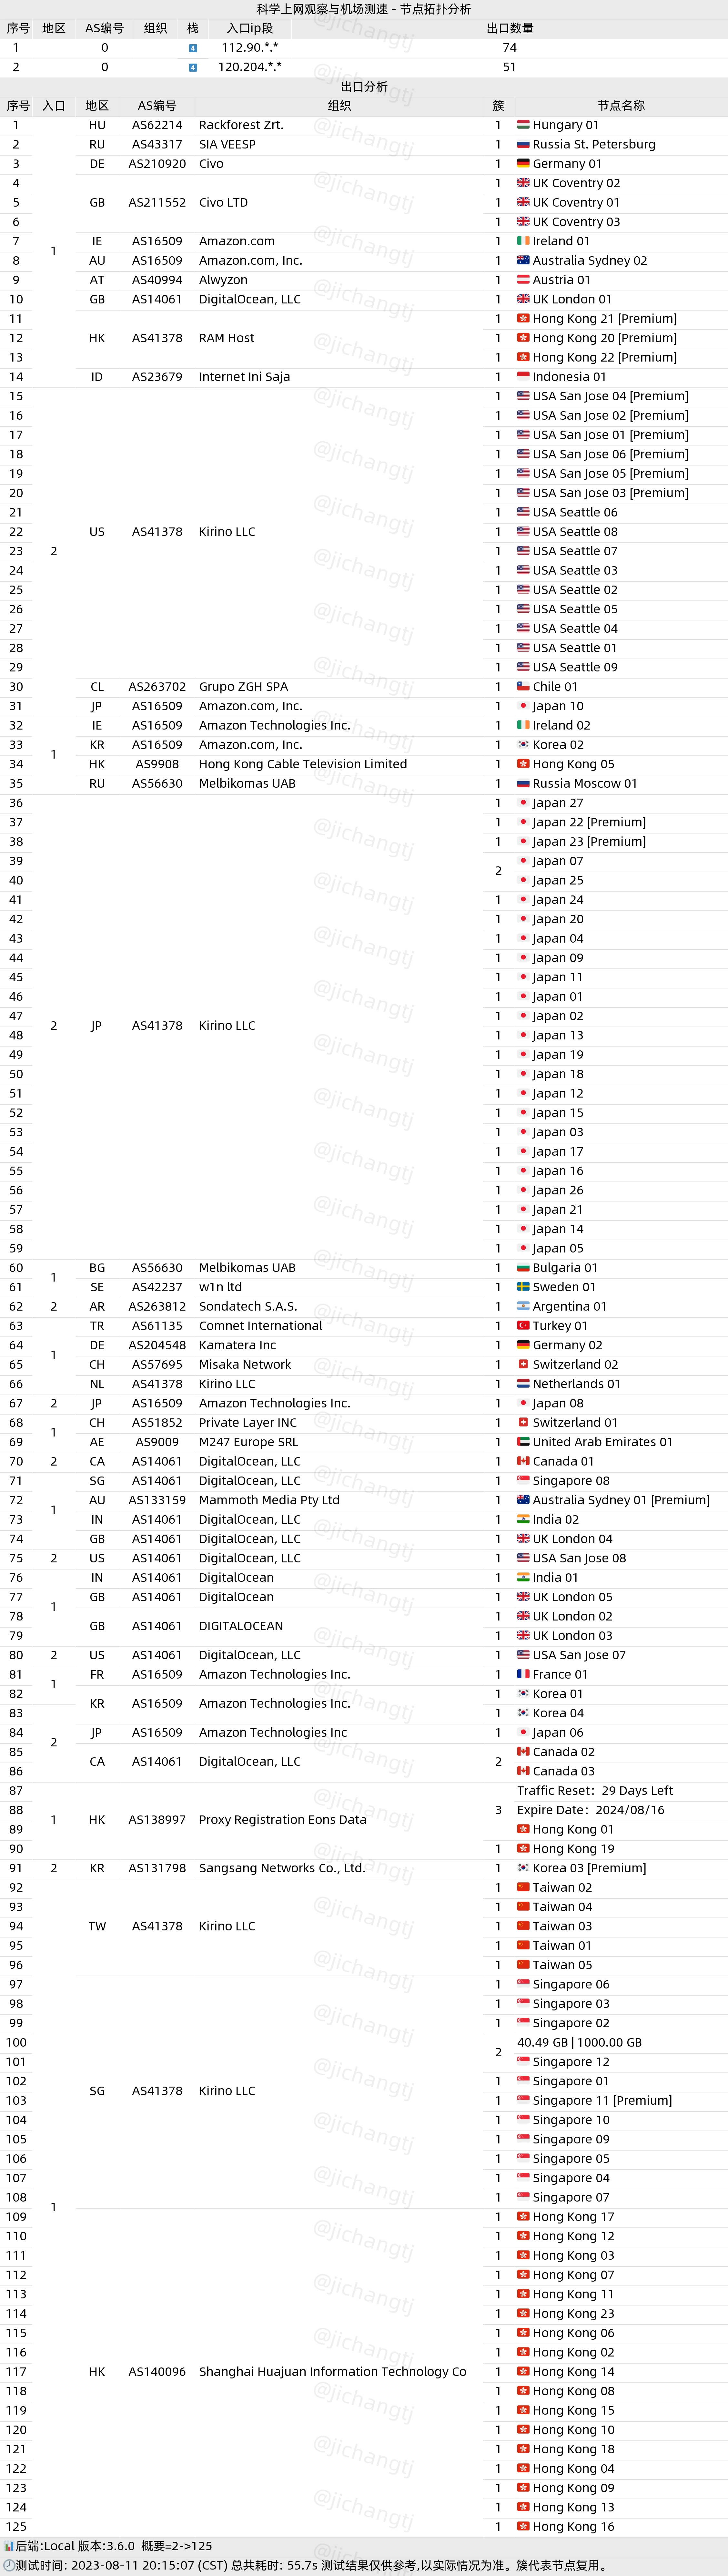 科学上网观察与机场测速 - 节点拓扑分析
序号 地区 AS编号 组织 栈 入口ip段 出口数量
1 0 4 112.90.*.* 74
2 0 4 120.204.*.* 51
出口分析
序号 入口 地区 AS编号 组织 簇 节点名称
1 1 HU AS62214 Rackforest Zrt. 1 Hungary 01
2 RU AS43317 SIA VEESP 1 Russia St. Petersburg
3 DE AS210920 Civo 1 Germany 01
4 GB AS211552 Civo LTD 1 UK Coventry 02
5 1 UK Coventry 01
6 1 UK Coventry 03
7 IE AS16509 Amazon.com 1 Ireland 01
8 AU AS16509 Amazon.com, Inc. 1 Australia Sydney 02
9 AT AS40994 Alwyzon 1 Austria 01
10 GB AS14061 DigitalOcean, LLC 1 UK London 01
11 HK AS41378 RAM Host 1 Hong Kong 21 [Premium]
12 1 Hong Kong 20 [Premium]
13 1 Hong Kong 22 [Premium]
14 ID AS23679 Internet Ini Saja 1 Indonesia 01
15 2 US AS41378 Kirino LLC 1 USA San Jose 04 [Premium]
16 1 USA San Jose 02 [Premium]
17 1 USA San Jose 01 [Premium]
18 1 USA San Jose 06 [Premium]
19 1 USA San Jose 05 [Premium]
20 1 USA San Jose 03 [Premium]
21 1 USA Seattle 06
22 1 USA Seattle 08
23 1 USA Seattle 07
24 1 USA Seattle 03
25 1 USA Seattle 02
26 1 USA Seattle 05
27 1 USA Seattle 04
28 1 USA Seattle 01
29 1 USA Seattle 09
30 CL AS263702 Grupo ZGH SPA 1 Chile 01
31 JP AS16509 Amazon.com, Inc. 1 Japan 10
32 1 IE AS16509 Amazon Technologies Inc. 1 Ireland 02
33 KR AS16509 Amazon.com, Inc. 1 Korea 02
34 HK AS9908 Hong Kong Cable Television Limited 1 Hong Kong 05
35 RU AS56630 Melbikomas UAB 1 Russia Moscow 01
36 2 JP AS41378 Kirino LLC 1 Japan 27
37 1 Japan 22 [Premium]
38 1 Japan 23 [Premium]
39 2 Japan 07
40 Japan 25
41 1 Japan 24
42 1 Japan 20
43 1 Japan 04
44 1 Japan 09
45 1 Japan 11
46 1 Japan 01
47 1 Japan 02
48 1 Japan 13
49 1 Japan 19
50 1 Japan 18
51 1 Japan 12
52 1 Japan 15
53 1 Japan 03
54 1 Japan 17
55 1 Japan 16
56 1 Japan 26
57 1 Japan 21
58 1 Japan 14
59 1 Japan 05
60 1 BG AS56630 Melbikomas UAB 1 Bulgaria 01
61 SE AS42237 w1n ltd 1 Sweden 01
62 2 AR AS263812 Sondatech S.A.S. 1 Argentina 01
63 1 TR AS61135 Comnet International 1 Turkey 01
64 DE AS204548 Kamatera Inc 1 Germany 02
65 CH AS57695 Misaka Network 1 Switzerland 02
66 NL AS41378 Kirino LLC 1 Netherlands 01
67 2 JP AS16509 Amazon Technologies Inc. 1 Japan 08
68 1 CH AS51852 Private Layer INC 1 Switzerland 01
69 AE AS9009 M247 Europe SRL 1 United Arab Emirates 01
70 2 CA AS14061 DigitalOcean, LLC 1 Canada 01
71 1 SG AS14061 DigitalOcean, LLC 1 Singapore 08
72 AU AS133159 Mammoth Media Pty Ltd 1 Australia Sydney 01 [Premium]
73 IN AS14061 DigitalOcean, LLC 1 India 02
74 GB AS14061 DigitalOcean, LLC 1 UK London 04
75 2 US AS14061 DigitalOcean, LLC 1 USA San Jose 08
76 1 IN AS14061 DigitalOcean 1 India 01
77 GB AS14061 DigitalOcean 1 UK London 05
78 GB AS14061 DIGITALOCEAN 1 UK London 02
79 1 UK London 03
80 2 US AS14061 DigitalOcean, LLC 1 USA San Jose 07
81 1 FR AS16509 Amazon Technologies Inc. 1 France 01
82 KR AS16509 Amazon Technologies Inc. 1 Korea 01
83 2 1 Korea 04
84 JP AS16509 Amazon Technologies Inc 1 Japan 06
85 CA AS14061 DigitalOcean, LLC 2 Canada 02
86 Canada 03
87 1 HK AS138997 Proxy Registration Eons Data 3 Traffic Reset：29 Days Left
88 Expire Date：2024/08/16
89 Hong Kong 01
90 1 Hong Kong 19
91 2 KR AS131798 Sangsang Networks Co., Ltd. 1 Korea 03 [Premium]
92 1 TW AS41378 Kirino LLC 1 Taiwan 02
93 1 Taiwan 04
94 1 Taiwan 03
95 1 Taiwan 01
96 1 Taiwan 05
97 SG AS41378 Kirino LLC 1 Singapore 06
98 1 Singapore 03
99 1 Singapore 02
100 2 40.49 GB | 1000.00 GB
101 Singapore 12
102 1 Singapore 01
103 1 Singapore 11 [Premium]
104 1 Singapore 10
105 1 Singapore 09
106 1 Singapore 05
107 1 Singapore 04
108 1 Singapore 07
109 HK AS140096 Shanghai Huajuan Information Technology Co 1 Hong Kong 17
110 1 Hong Kong 12
111 1 Hong Kong 03
112 1 Hong Kong 07
113 1 Hong Kong 11
114 1 Hong Kong 23
115 1 Hong Kong 06
116 1 Hong Kong 02
117 1 Hong Kong 14
118 1 Hong Kong 08
119 1 Hong Kong 15
120 1 Hong Kong 10
121 1 Hong Kong 18
122 1 Hong Kong 04
123 1 Hong Kong 09
124 1 Hong Kong 13
125 1 Hong Kong 16
后端:Local 版本:3.6.0 概要=2->125
测试时间: 2023-08-11 20:15:07 (CST) 总共耗时: 55.7s 测试结果仅供参考,以实际情况为准。簇代表节点复用。
@jichangtj